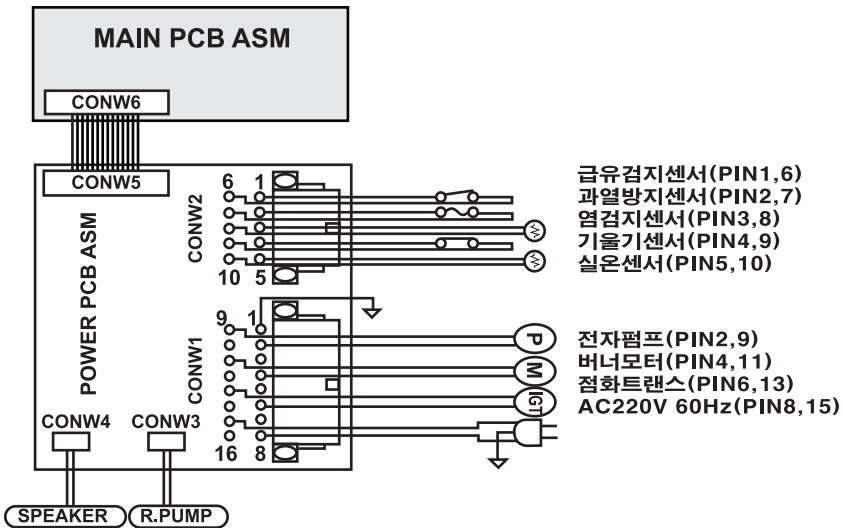 MAIN PCB ASM
CONW6
CONW5
POWER PCB ASM
CONW2
6 1
10 5
급유검지센서(PIN1,6)
과열방지센서(PIN2,7)
염검지센서(PIN3,8)
기울기센서(PIN4,9)
실온센서(PIN5,10)
CONW1
9 1
16 8
P
M
IGT
전자펌프(PIN2,9)
버너모터(PIN4,11)
점화트랜스(PIN6,13)
AC220V 60Hz(PIN8,15)
CONW4 CONW3
SPEAKER R.PUMP